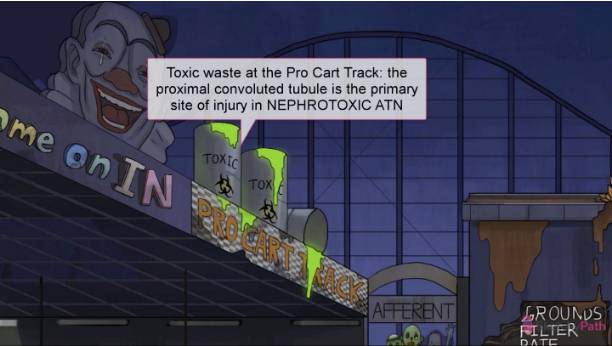 Toxic waste at the Pro Cart Track: the
proximal convoluted tubule is the primary
site of injury in NEPHROTOXIC ATN
ome on IN
TOXIC
PRO CART TRACK
AFFERENT
GROUNDS
FILTER
Path
RATE